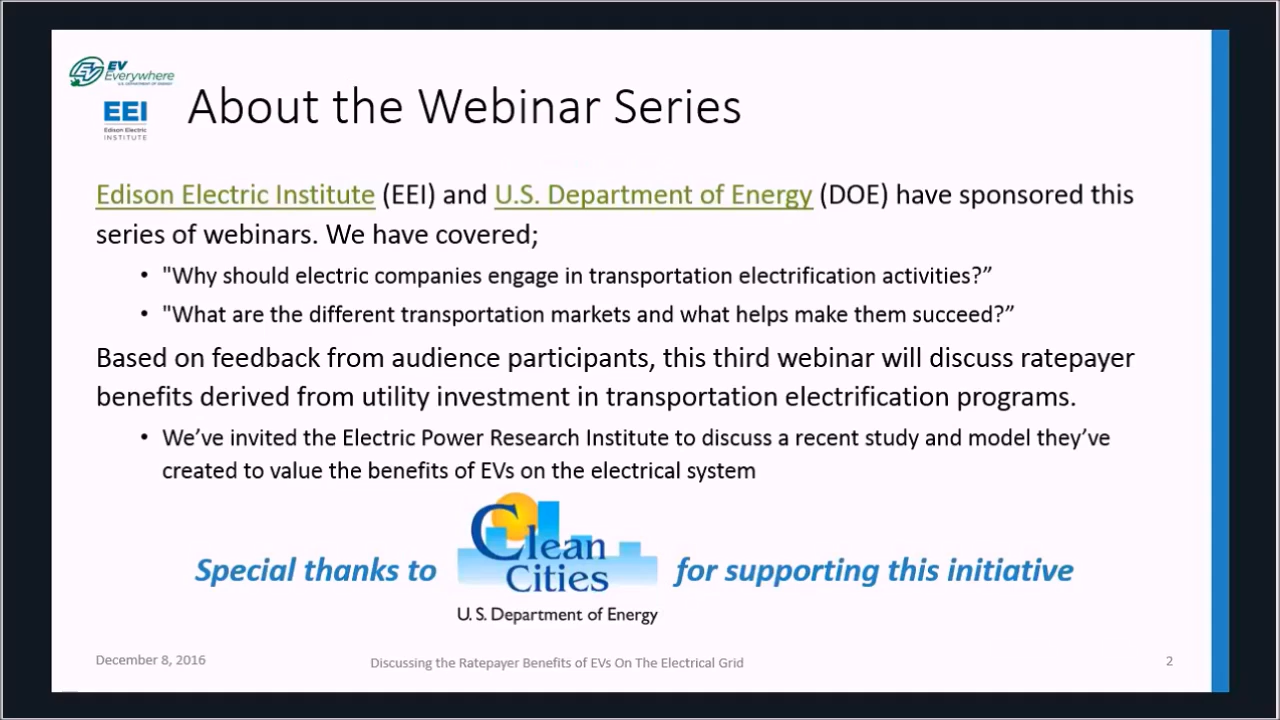 EV
Everywhere
U.S. DEPARTMENT OF ENERGY
EEI
Edison Electric
INSTITUTE
About the Webinar Series
Edison Electric Institute (EEI) and U.S. Department of Energy (DOE) have sponsored this
series of webinars. We have covered;
• "Why should electric companies engage in transportation electrification activities?”
• "What are the different transportation markets and what helps make them succeed?”
Based on feedback from audience participants, this third webinar will discuss ratepayer
benefits derived from utility investment in transportation electrification programs.
• We’ve invited the Electric Power Research Institute to discuss a recent study and model they’ve
created to value the benefits of EVs on the electrical system
Special thanks to
Clean
Cities
U.S. Department of Energy
for supporting this initiative
December 8, 2016
Discussing the Ratepayer Benefits of EVs On The Electrical Grid
2